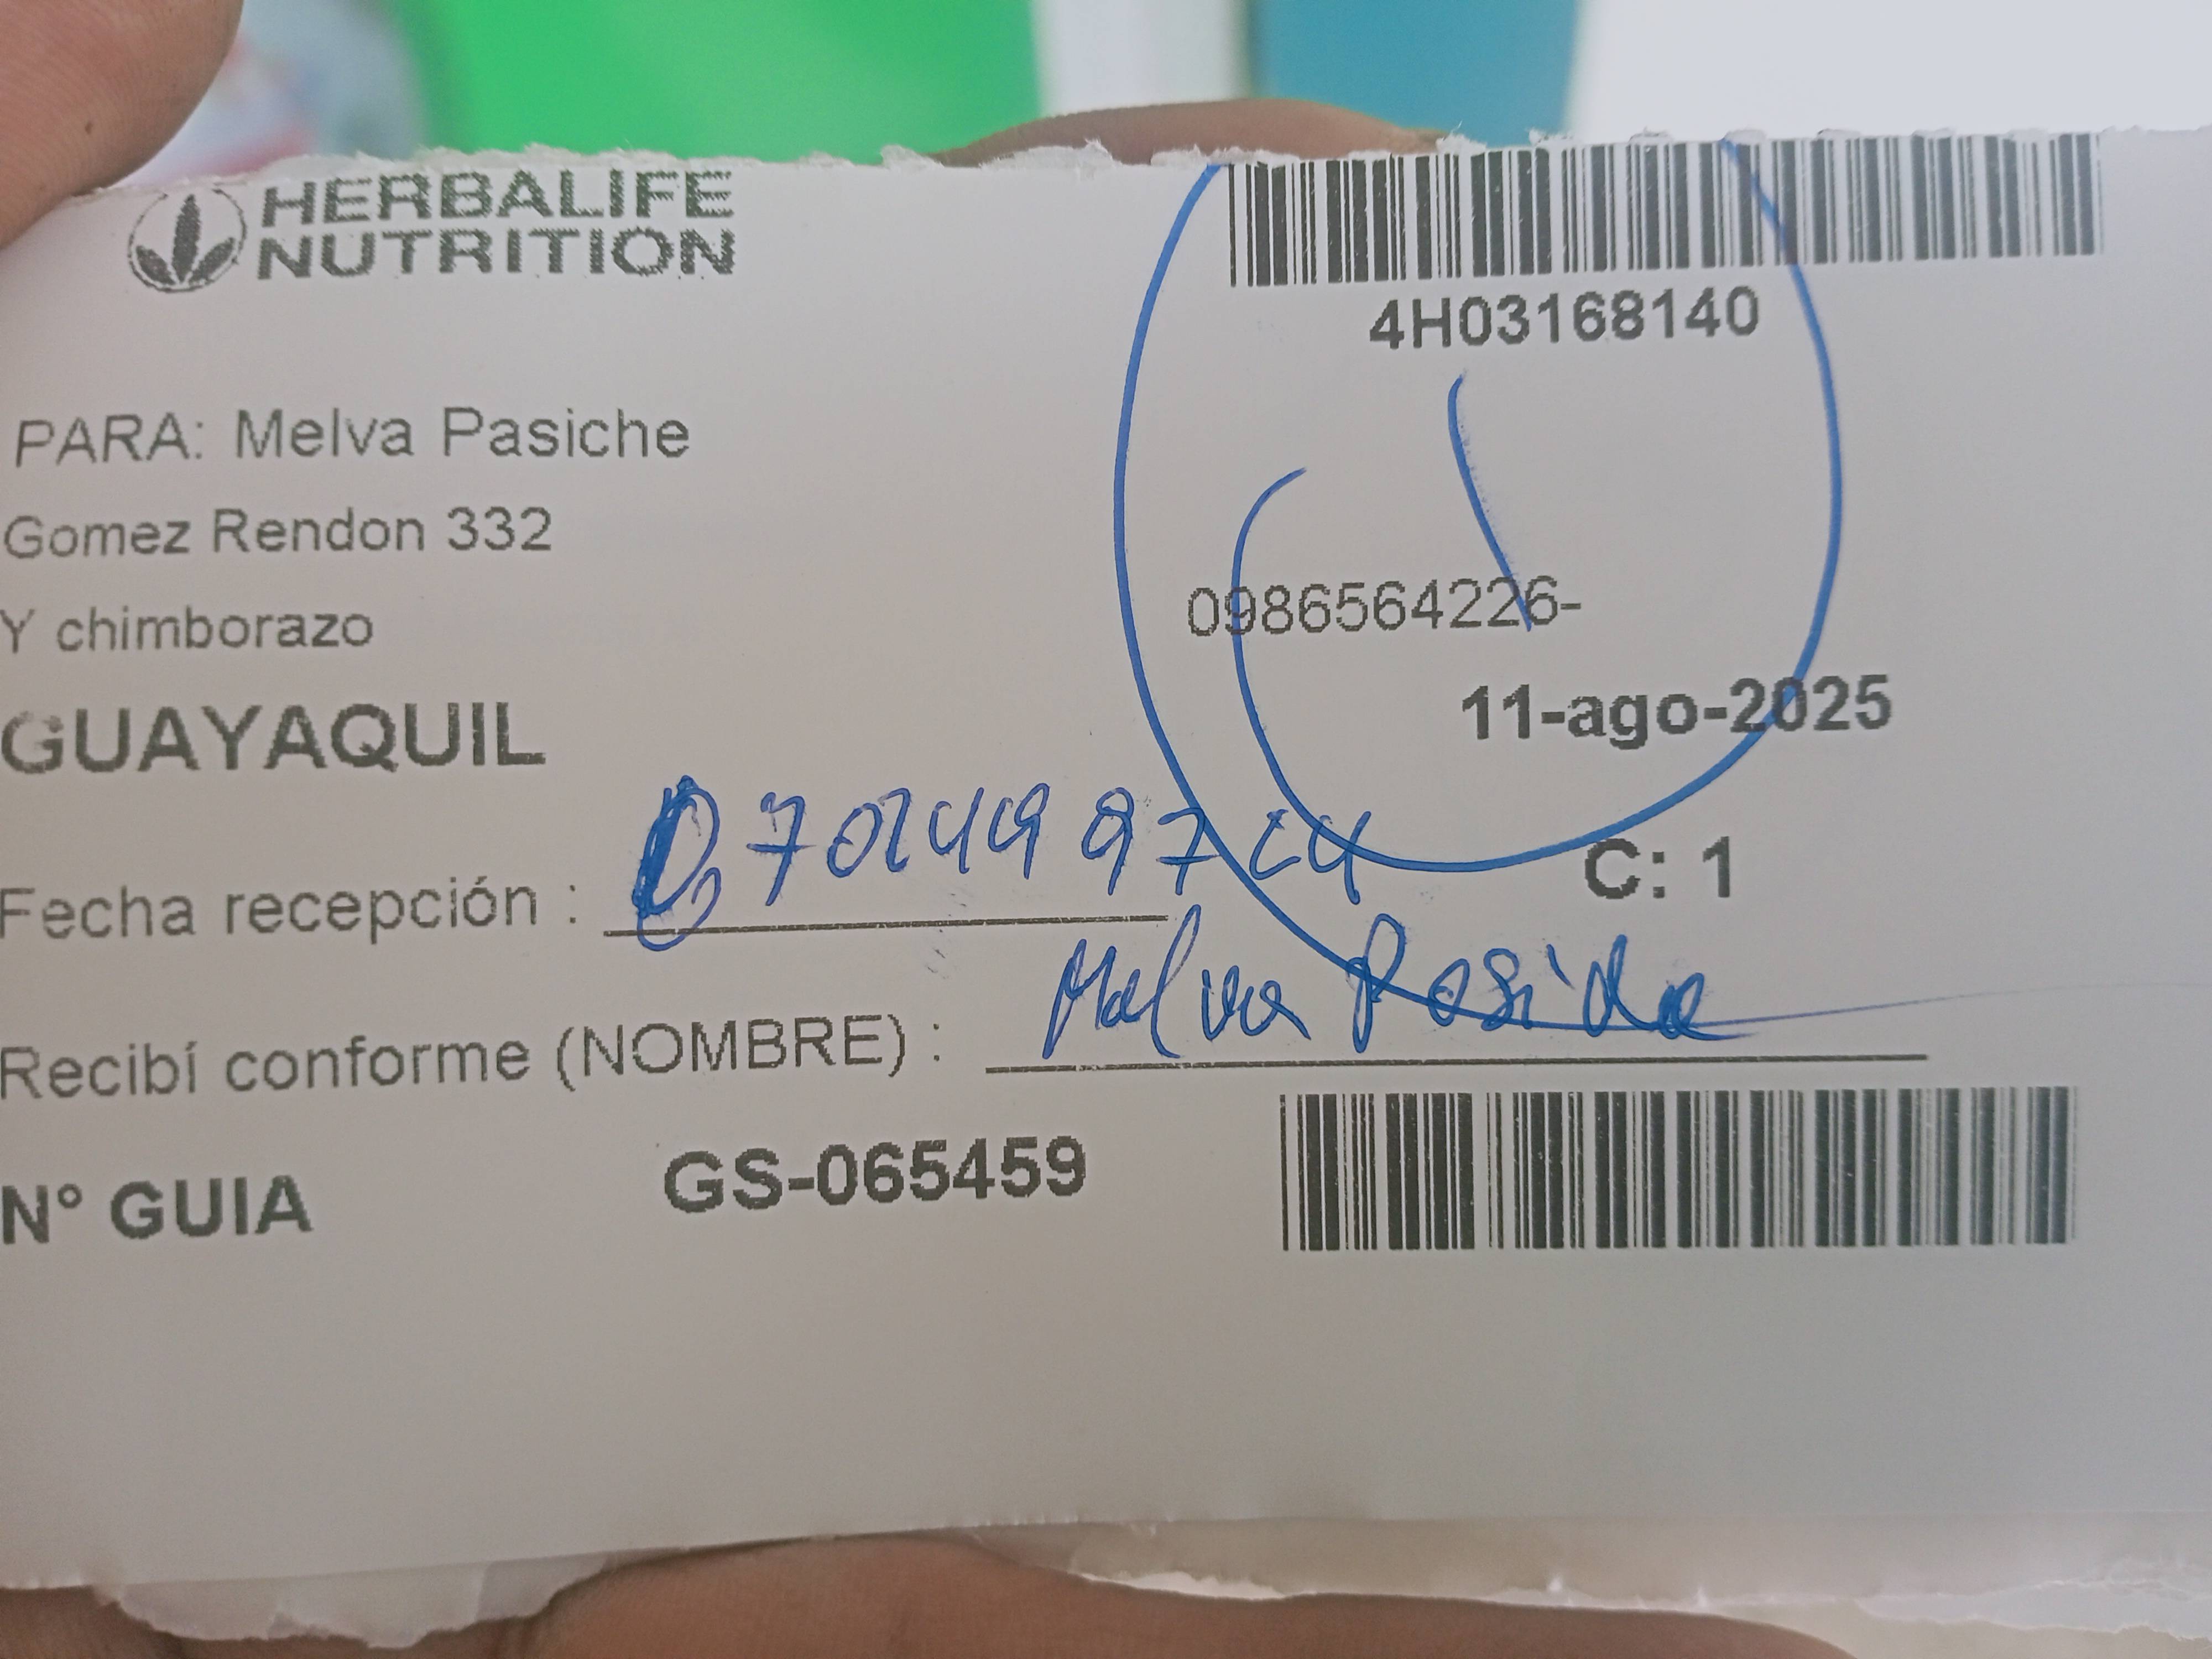 HERBALIFE
NUTRITION
4H03168140
PARA: Melva Pasiche
Gomez Rendon 332
Y chimborazo
0986564226-
GUAYAQUIL
11-ago-2025
C: 1
Fecha recepción :
Recibí conforme (NOMBRE) : Melva
N° GUIA GS-065459